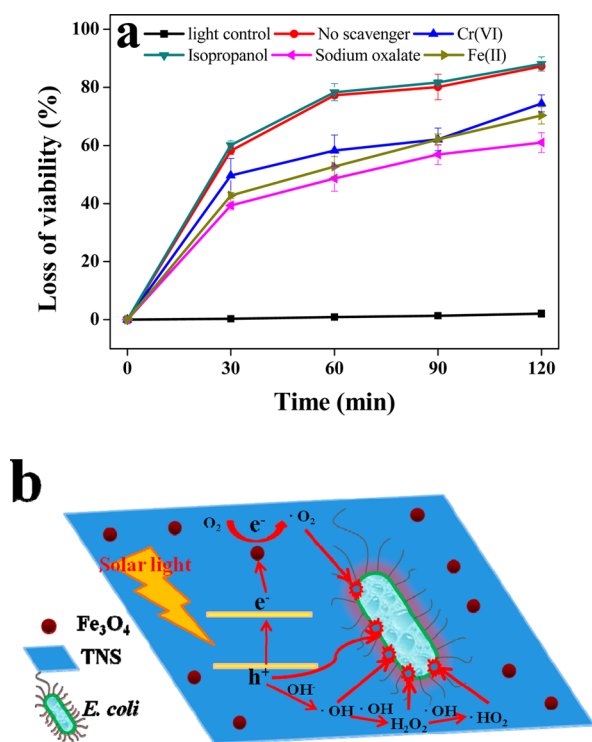 a
light control No scavenger Cr(VI)
Isopropanol Sodium oxalate Fe(II)
Loss of viability (%)
100
80
60
40
20
0
0 30 60 90 120
Time (min)
b
O₂ e⁻ · O₂
Solar light
e⁻
Fe₃O₄
TNS
h⁺
OH⁻
E. coli
· OH · OH H₂O₂ · OH · HO₂